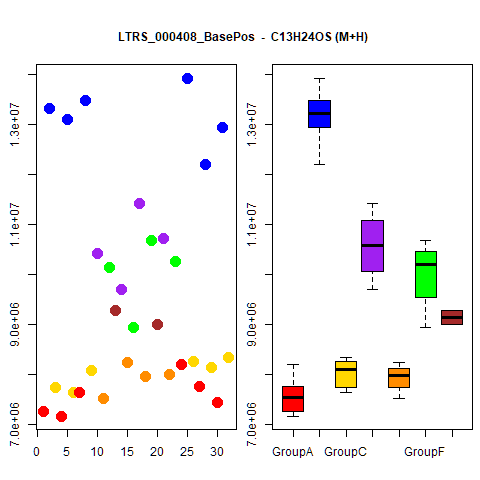 LTRS_000408_BasePos - C13H24OS (M+H)
1.3e+07
1.1e+07
9.0e+06
7.0e+06
0 5 10 15 20 25 30
1.3e+07
1.1e+07
9.0e+06
7.0e+06
GroupA GroupC GroupF